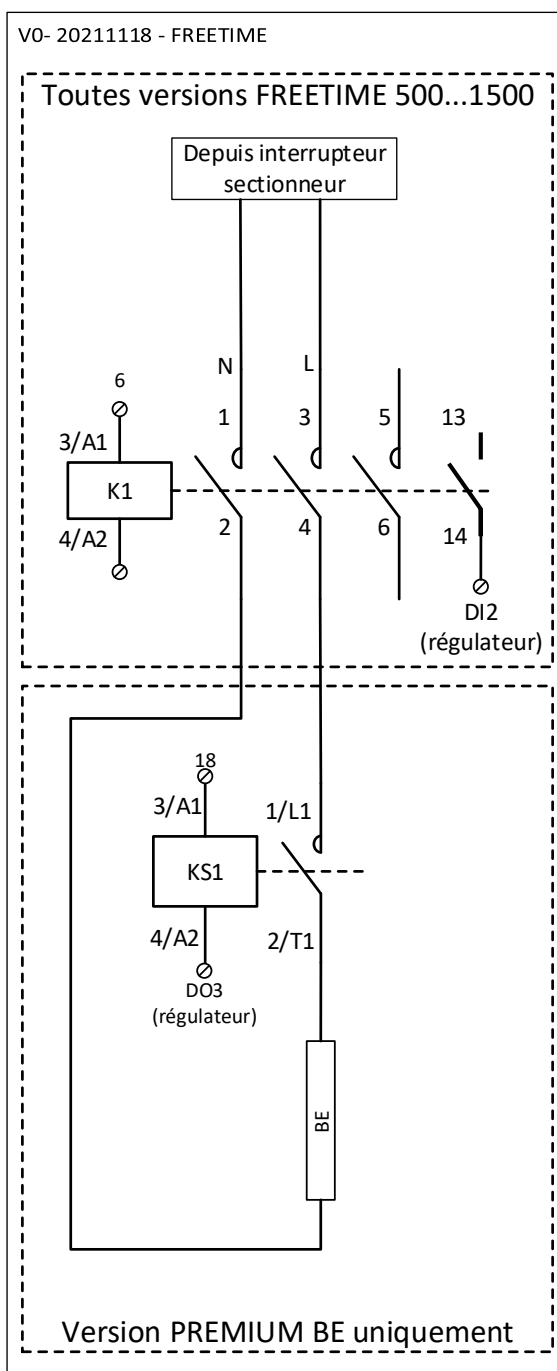 V0- 20211118 - FREETIME
Toutes versions FREETIME 500...1500
Depuis interrupteur
sectionneur
N L
6
1 3 5 13
3/A1
K1
4/A2
2 4 6 14
DI2
(régulateur)
18
3/A1 1/L1
KS1
4/A2 2/T1
DO3
(régulateur)
BE
Version PREMIUM BE uniquement